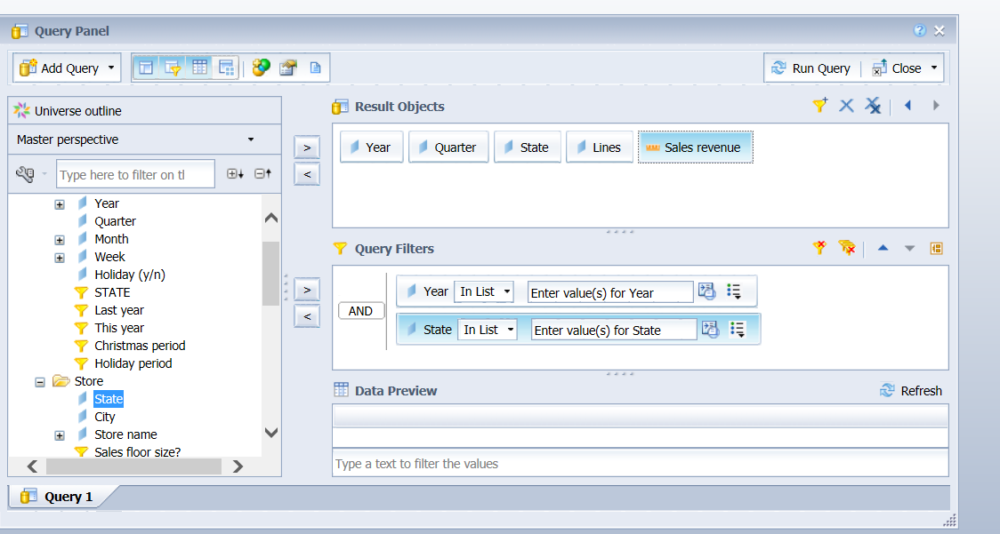 Query Panel
Add Query
Run Query
Close
Universe outline
Master perspective
Type here to filter on tl
Year
Quarter
Month
Week
Holiday (y/n)
STATE
Last year
This year
Christmas period
Holiday period
Store
State
City
Store name
Sales floor size?
>
<
>
<
Result Objects
Year Quarter State Lines Sales revenue
Query Filters
AND
Year In List Enter value(s) for Year
State In List Enter value(s) for State
Data Preview
Refresh
Type a text to filter the values
Query 1